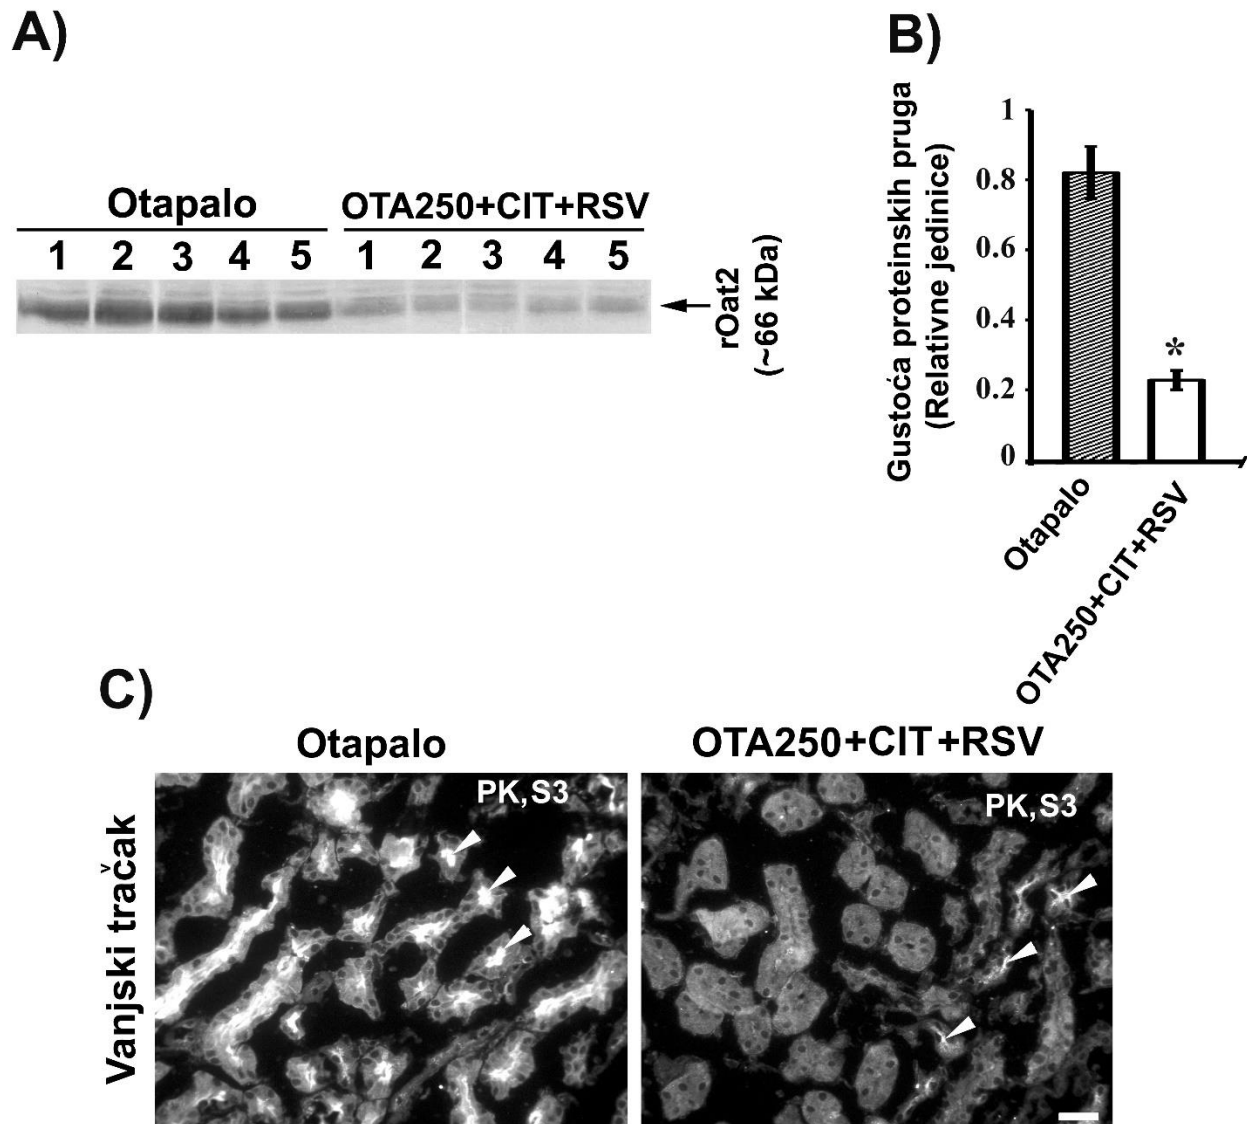 A)
Otapalo OTA250+CIT+RSV
1 2 3 4 5 1 2 3 4 5
rOat2
(~66 kDa)
B)
Gustoća proteinskih pruga
(Relativne jedinice)
1
0.8
0.6
0.4
0.2
0
*
Otapalo
OTA250+CIT+RSV
C)
Otapalo OTA250+CIT+RSV
Vanjski tračak
PK,S3 PK,S3